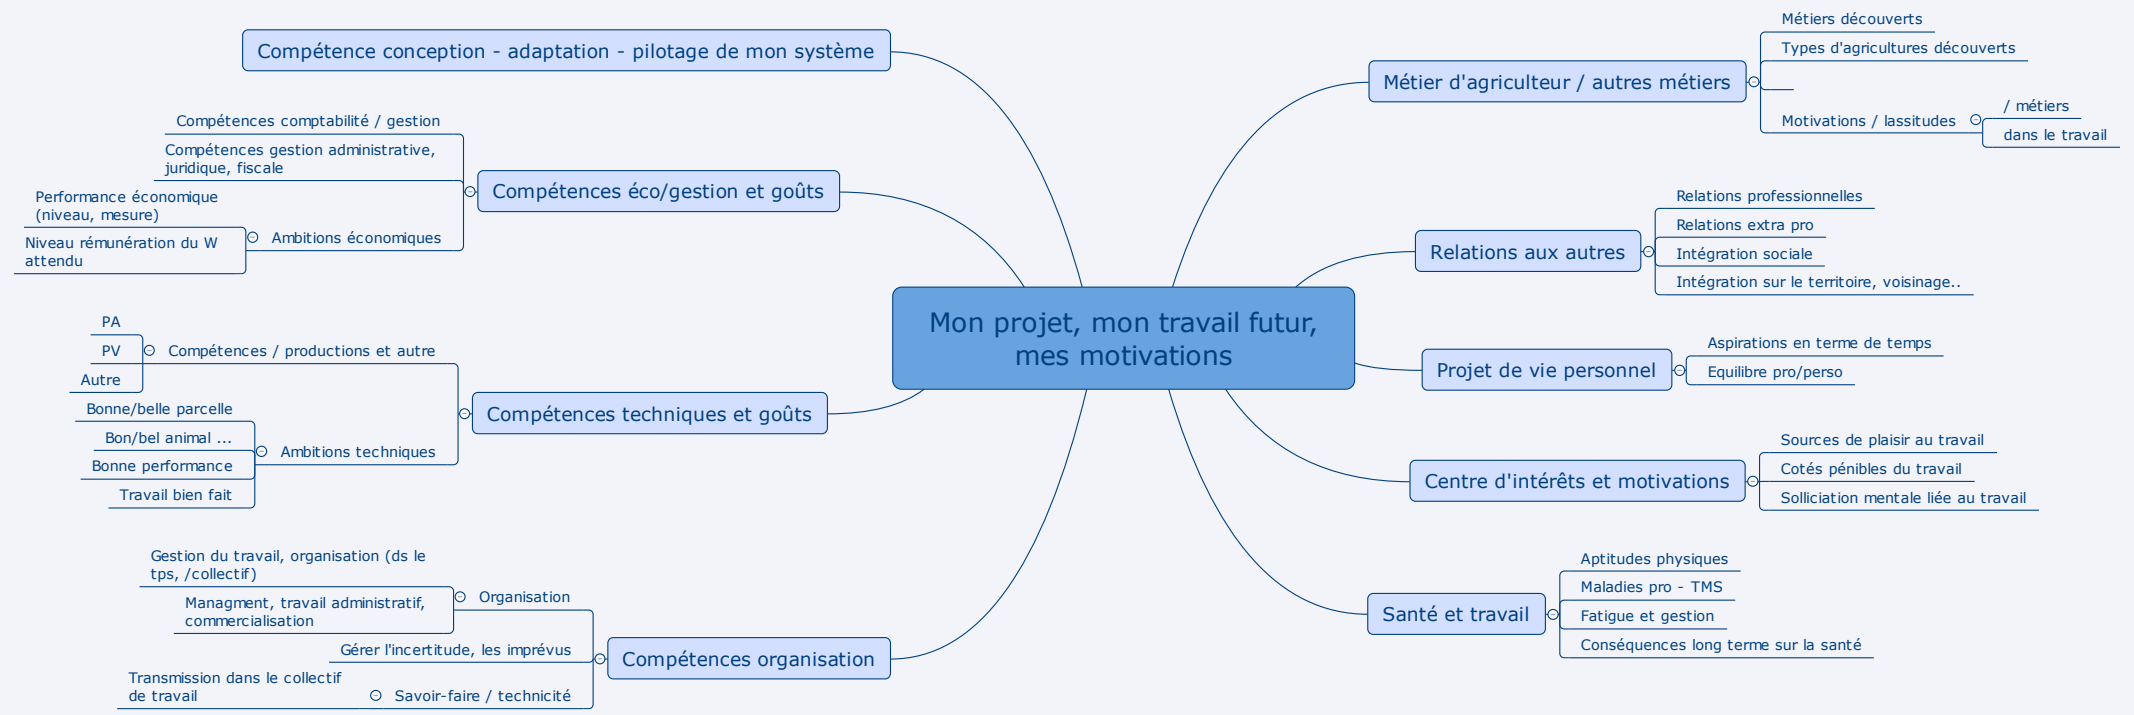 Mon projet, mon travail futur,
mes motivations
Métier d'agriculteur / autres métiers
Métiers découverts
Types d'agricultures découverts
Motivations / lassitudes
/ métiers
dans le travail
Relations aux autres
Relations professionnelles
Relations extra pro
Intégration sociale
Intégration sur le territoire, voisinage..
Projet de vie personnel
Aspirations en terme de temps
Equilibre pro/perso
Centre d'intérêts et motivations
Sources de plaisir au travail
Cotés pénibles du travail
Solliciation mentale liée au travail
Santé et travail
Aptitudes physiques
Maladies pro - TMS
Fatigue et gestion
Conséquences long terme sur la santé
Compétence conception - adaptation - pilotage de mon système
Compétences éco/gestion et goûts
Compétences comptabilité / gestion
Compétences gestion administrative,
juridique, fiscale
Ambitions économiques
Performance économique
(niveau, mesure)
Niveau rémunération du W
attendu
Compétences techniques et goûts
Compétences / productions et autre
PA
PV
Autre
Ambitions techniques
Bonne/belle parcelle
Bon/bel animal ...
Bonne performance
Travail bien fait
Compétences organisation
Organisation
Gestion du travail, organisation (ds le
tps, /collectif)
Managment, travail administratif,
commercialisation
Gérer l'incertitude, les imprévus
Savoir-faire / technicité
Transmission dans le collectif
de travail